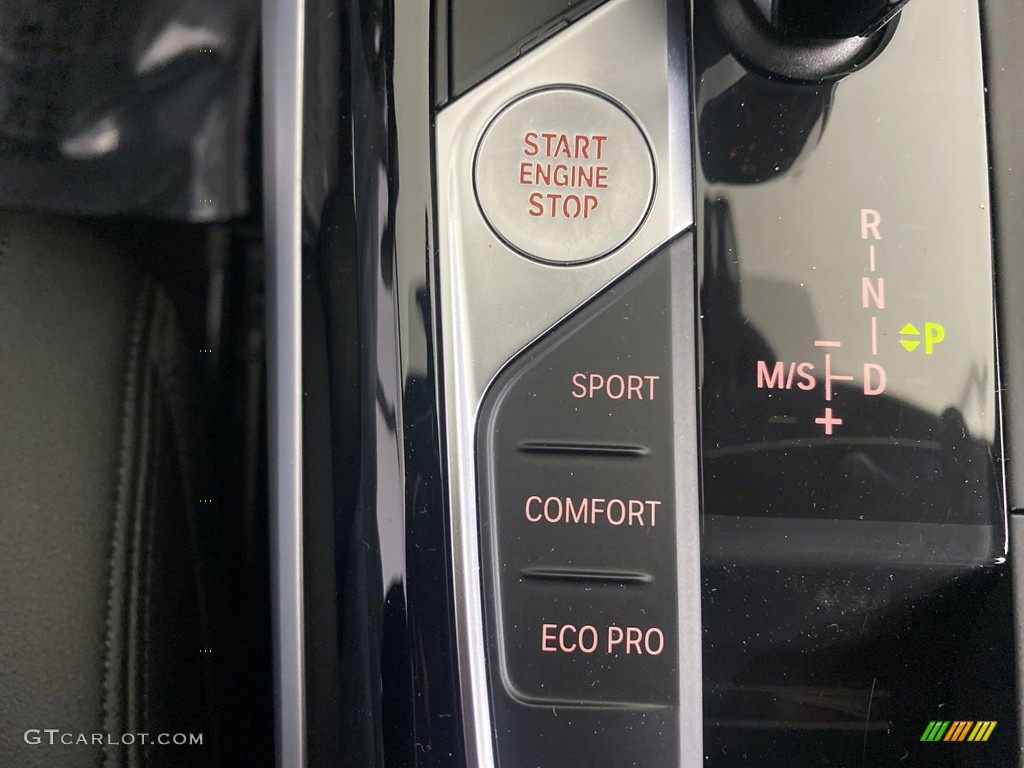 START
ENGINE
STOP
R
N
P
M/S D
+
SPORT
COMFORT
ECO PRO
GTCARLOT.COM